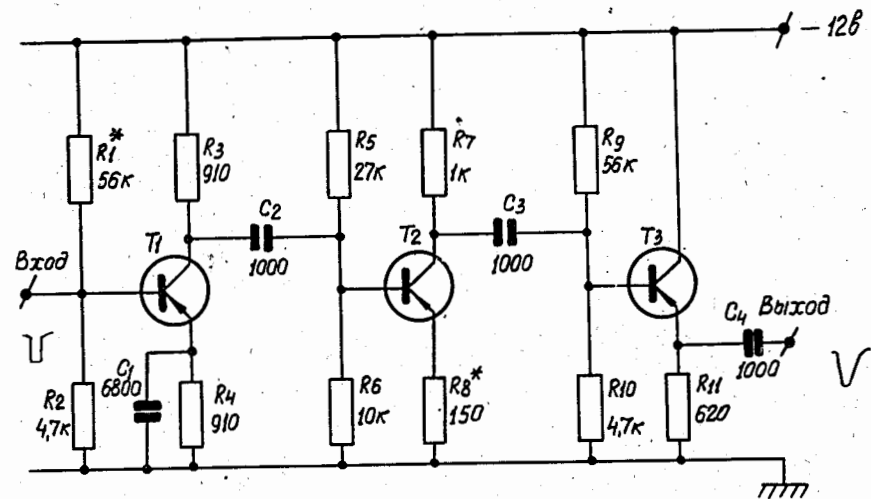 — 12в
R1*
56к
R3
910
R5
27к
R7
1к
R9
56к
C2
1000
C3
1000
T1
T2
T3
Вход
C4
Выход
1000
C1
6800
R2
4,7к
R4
910
R6
10к
R8*
150
R10
4,7к
R11
620